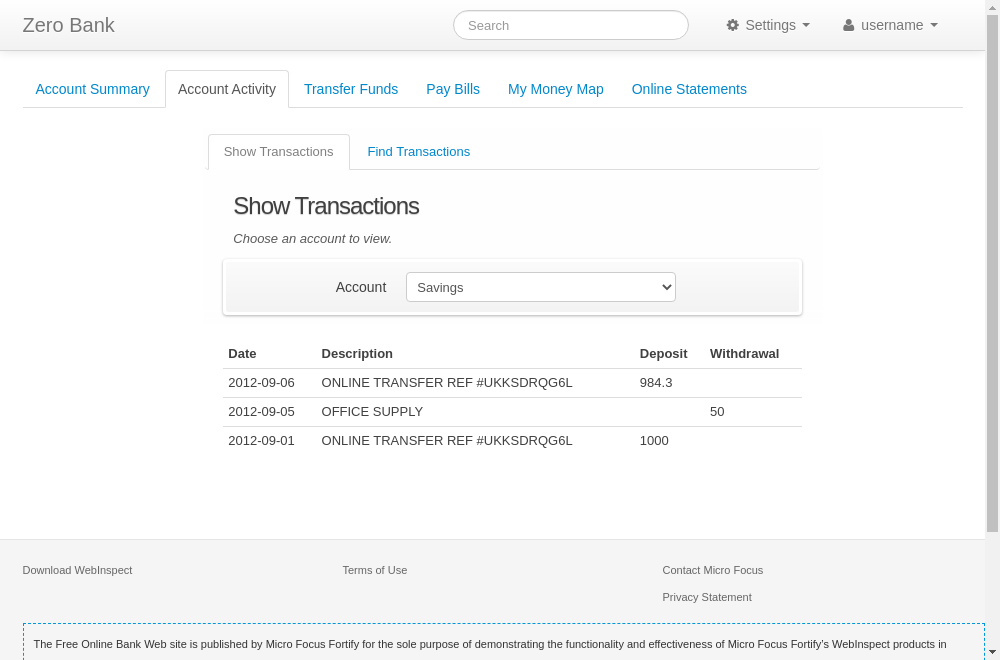 Zero Bank
Search
Settings
username
Account Summary
Account Activity
Transfer Funds
Pay Bills
My Money Map
Online Statements
Show Transactions
Find Transactions
Show Transactions
Choose an account to view.
Account
Savings
Date Description Deposit Withdrawal
2012-09-06 ONLINE TRANSFER REF #UKKSDRQG6L 984.3
2012-09-05 OFFICE SUPPLY 50
2012-09-01 ONLINE TRANSFER REF #UKKSDRQG6L 1000
Download WebInspect
Terms of Use
Contact Micro Focus
Privacy Statement
The Free Online Bank Web site is published by Micro Focus Fortify for the sole purpose of demonstrating the functionality and effectiveness of Micro Focus Fortify's WebInspect products in